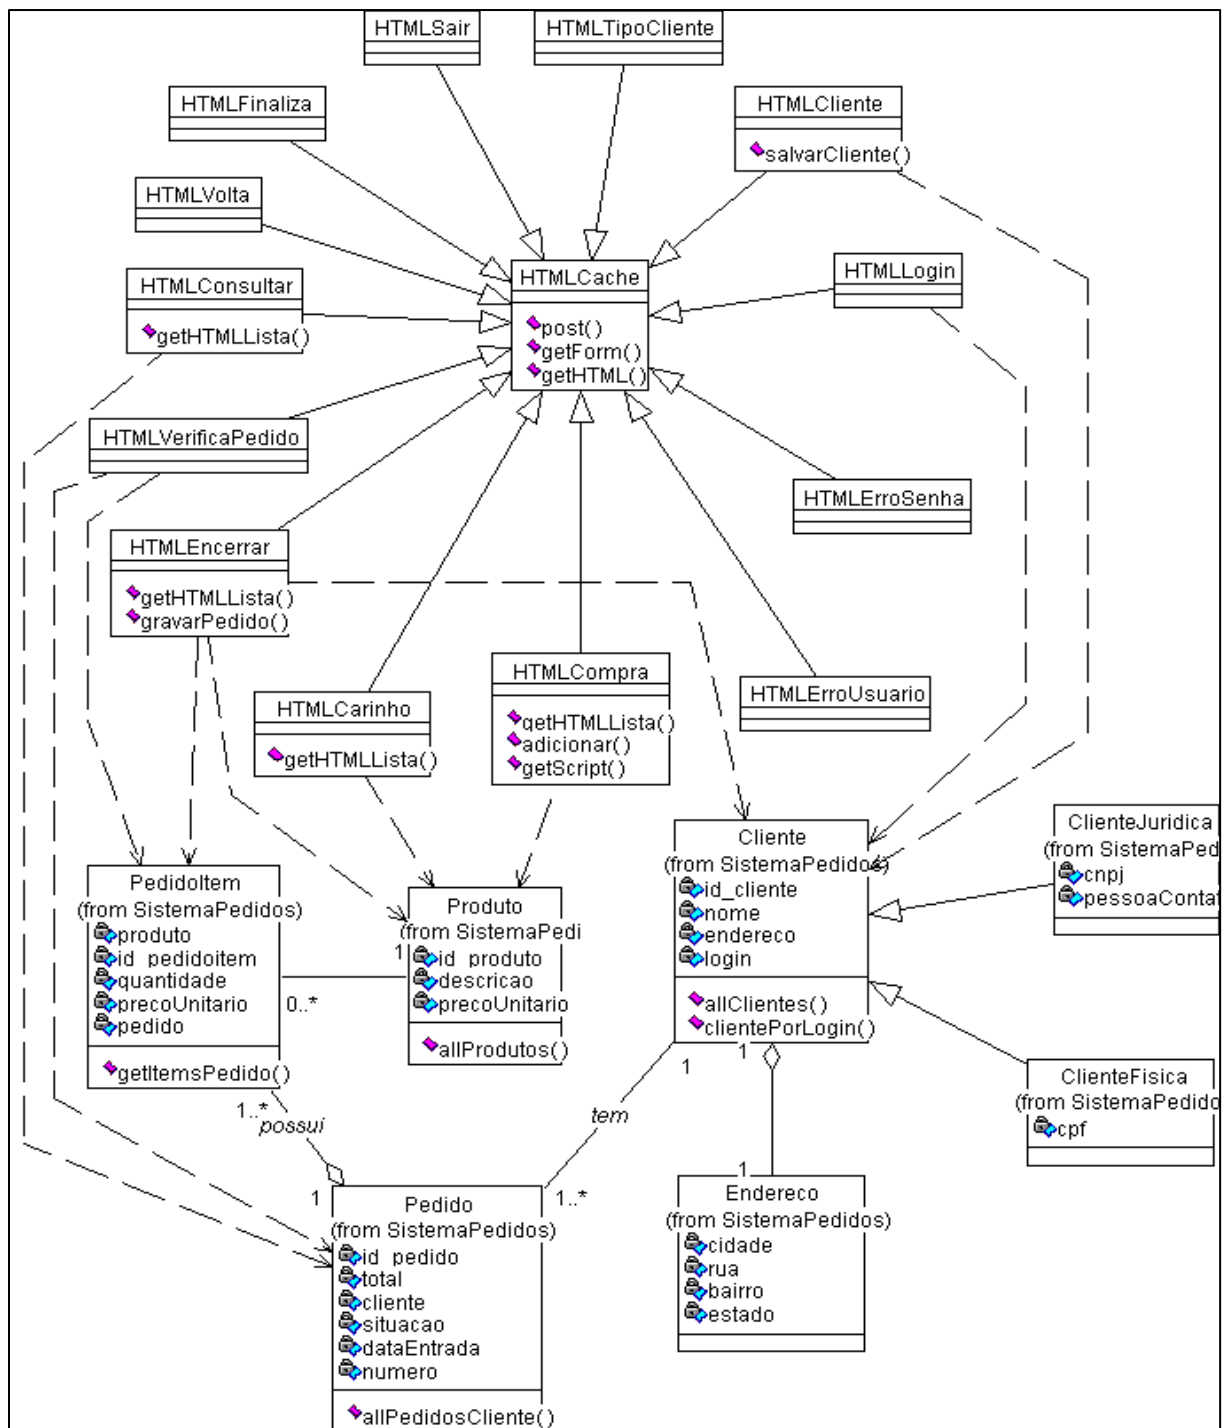 HTMLSair
HTMLTipoCliente
HTMLFinaliza
HTMLCliente
salvarCliente()
HTMLVolta
HTMLConsultar
getHTMLLista()
HTMLCache
post()
getForm()
getHTML()
HTMLLogin
HTMLVerificaPedido
HTMLErroSenha
HTMLEncerrar
getHTMLLista()
gravarPedido()
HTMLCarinho
getHTMLLista()
HTMLCompra
getHTMLLista()
adicionar()
getScript()
HTMLErroUsuario
PedidoItem
(from SistemaPedidos)
produto
id_pedidoitem
quantidade
precoUnitario
pedido
getItemsPedido()
0..*
1
Produto
(from SistemaPedi
id_produto
descricao
precoUnitario
allProdutos()
Cliente
(from SistemaPedidos)
id_cliente
nome
endereco
login
allClientes()
clientePorLogin()
ClienteJuridica
(from SistemaPed
cnpj
pessoaContat
ClienteFisica
(from SistemaPedido
cpf
1..*
possui
1
tem
1
1..*
1
1
Pedido
(from SistemaPedidos)
id_pedido
total
cliente
situacao
dataEntrada
numero
allPedidosCliente()
Endereco
(from SistemaPedidos)
cidade
rua
bairro
estado